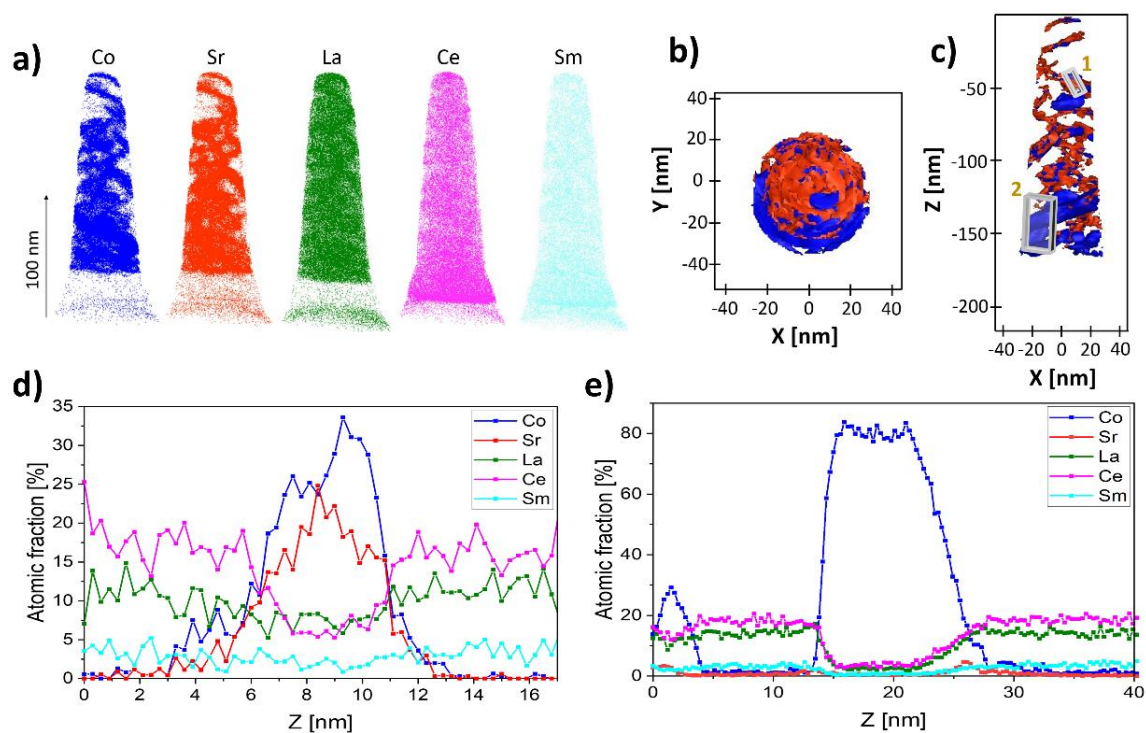 a)
Co Sr La Ce Sm
100 nm
b)
Y [nm]
40
20
0
-20
-40
-40 -20 0 20 40
X [nm]
c)
Z [nm]
0
-50
-100
-150
-200
1
2
-40 -20 0 20 40
X [nm]
d)
Atomic fraction [%]
35
30
25
20
15
10
5
0
Co
Sr
La
Ce
Sm
0 2 4 6 8 10 12 14 16
Z [nm]
e)
Atomic fraction [%]
80
60
40
20
0
Co
Sr
La
Ce
Sm
0 10 20 30 40
Z [nm]